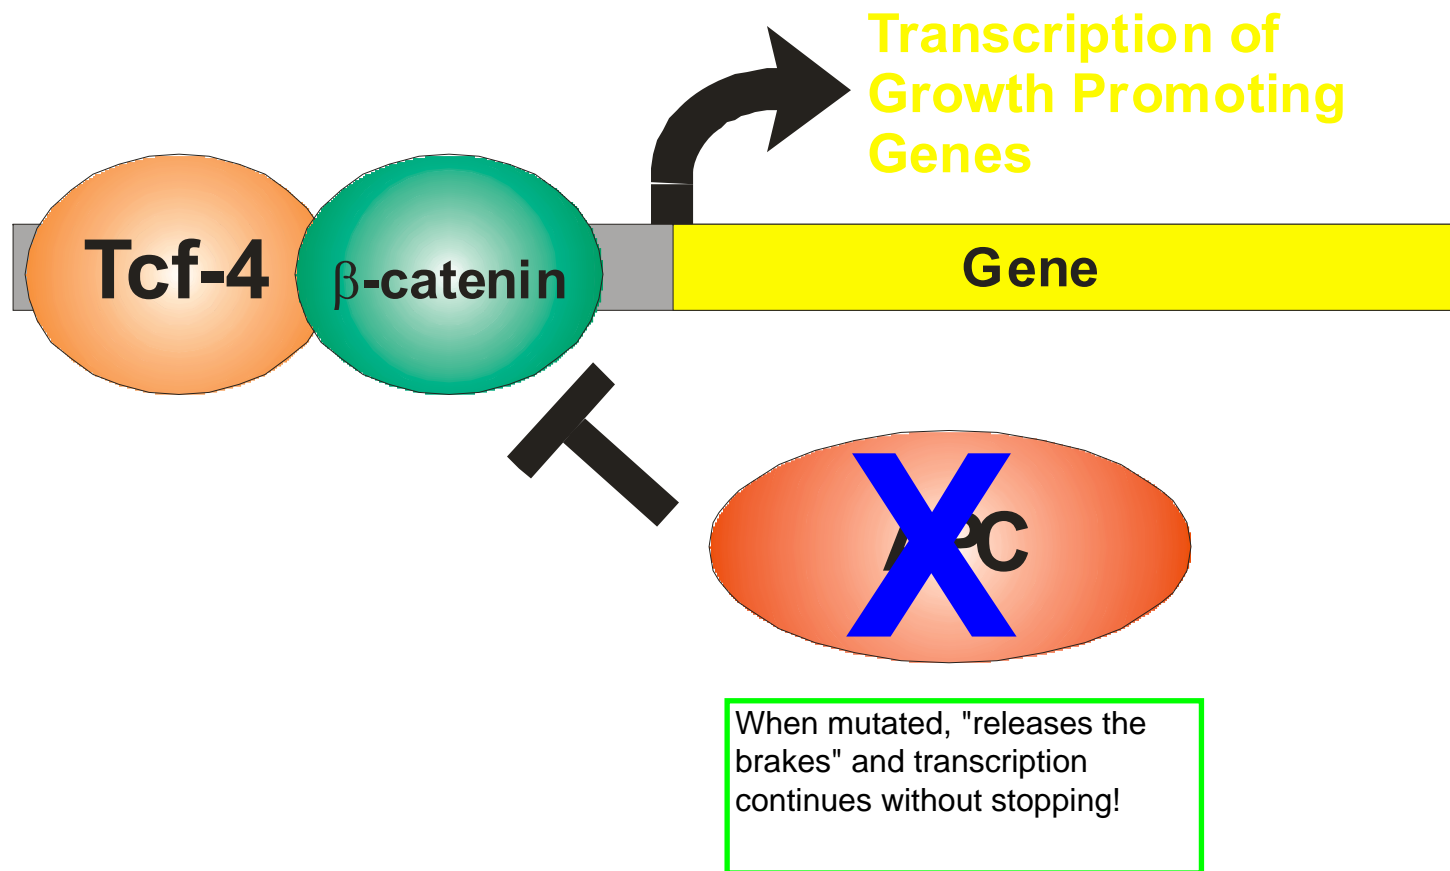 Transcription of
Growth Promoting
Genes
Tcf-4
β-catenin
Gene
APC
X
When mutated, "releases the
brakes" and transcription
continues without stopping!